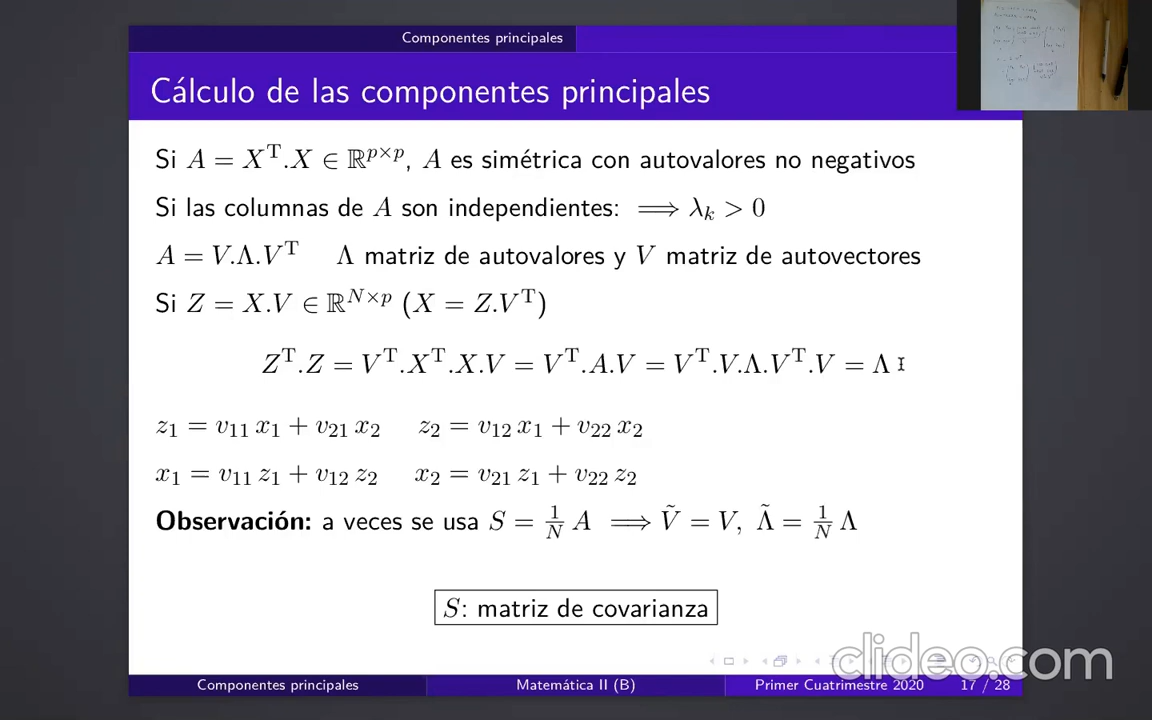 Componentes principales
Cálculo de las componentes principales
Si A = Xᵀ.X ∈ ℝᵖˣᵖ, A es simétrica con autovalores no negativos
Si las columnas de A son independientes: ⟹ λₖ > 0
A = V.Λ.Vᵀ Λ matriz de autovalores y V matriz de autovectores
Si Z = X.V ∈ ℝᴺˣᵖ (X = Z.Vᵀ)
Zᵀ.Z = Vᵀ.Xᵀ.X.V = Vᵀ.A.V = Vᵀ.V.Λ.Vᵀ.V = Λ
z₁ = v₁₁ x₁ + v₂₁ x₂ z₂ = v₁₂ x₁ + v₂₂ x₂
x₁ = v₁₁ z₁ + v₁₂ z₂ x₂ = v₂₁ z₁ + v₂₂ z₂
Observación: a veces se usa S = 1/N A ⟹ Ṽ = V, Λ̃ = 1/N Λ
S: matriz de covarianza
clideo.com
Componentes principales Matemática II (B) Primer Cuatrimestre 2020 17 / 28